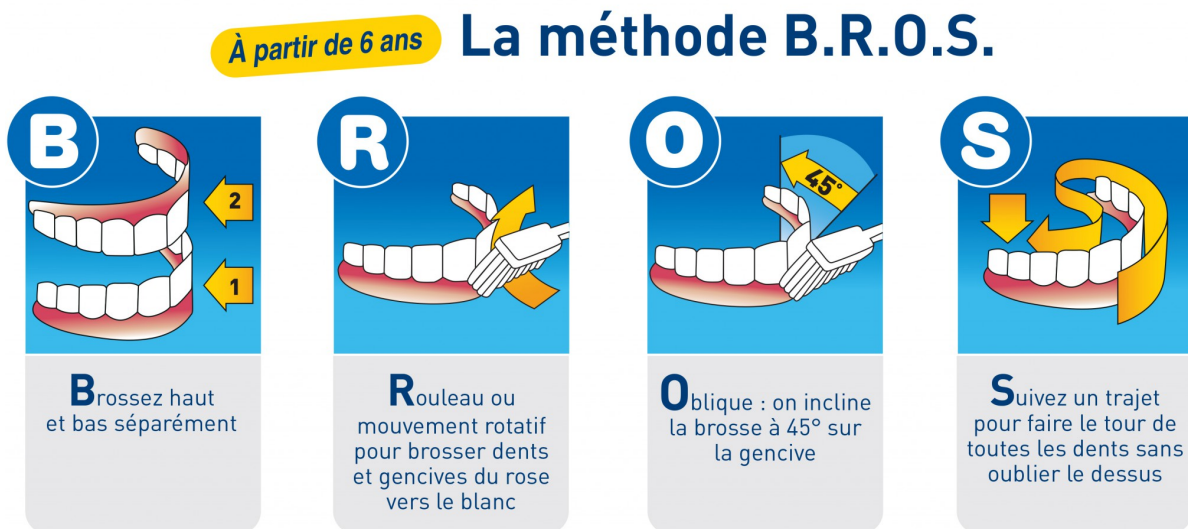 À partir de 6 ans
La méthode B.R.O.S.
B
2
1
Brossez haut
et bas séparément
R
Rouleau ou
mouvement rotatif
pour brosser dents
et gencives du rose
vers le blanc
O
45°
Oblique : on incline
la brosse à 45° sur
la gencive
S
Suivez un trajet
pour faire le tour de
toutes les dents sans
oublier le dessus